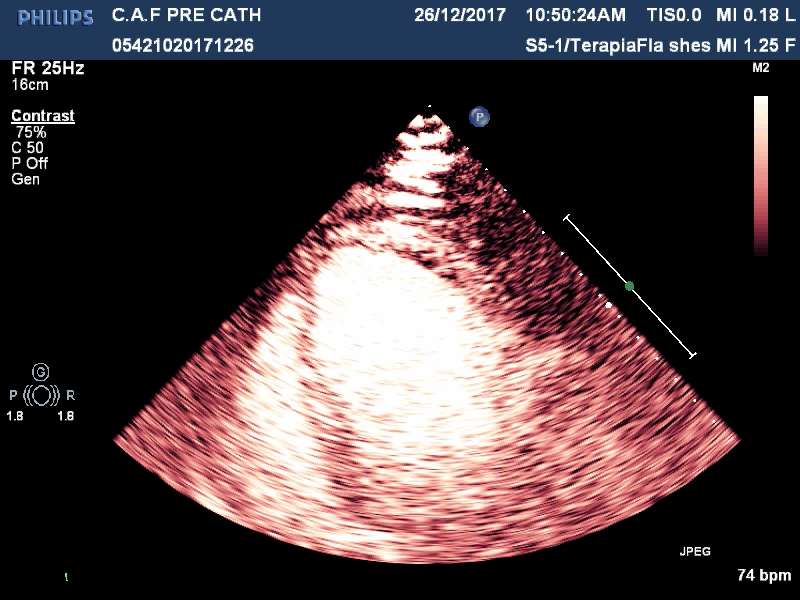 PHILIPS C.A.F PRE CATH 26/12/2017 10:50:24AM TIS0.0 MI 0.18 L
05421020171226 S5-1/TerapiaFla shes MI 1.25 F
FR 25Hz
16cm
M2
Contrast
75%
C 50
P Off
Gen
P
G
P R
1.8 1.8
JPEG
74 bpm